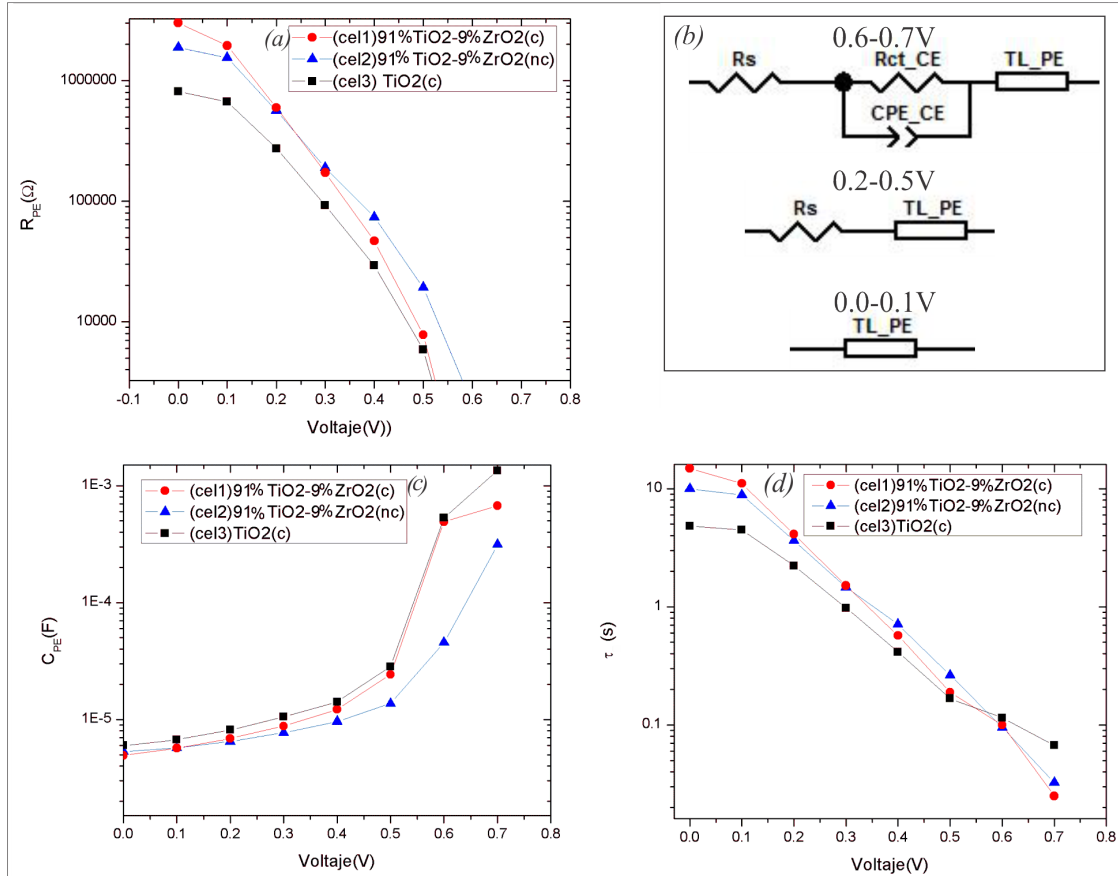 (a)
(cel1)91%TiO2-9%ZrO2(c)
(cel2)91%TiO2-9%ZrO2(nc)
(cel3) TiO2(c)
1000000
100000
10000
R_PE(Ω)
-0.1 0.0 0.1 0.2 0.3 0.4 0.5 0.6 0.7 0.8
Voltaje(V))
(b)
0.6-0.7V
Rs Rct_CE TL_PE
CPE_CE
0.2-0.5V
Rs TL_PE
0.0-0.1V
TL_PE
(c)
(cel1)91%TiO2-9%ZrO2(c)
(cel2)91%TiO2-9%ZrO2(nc)
(cel3)TiO2(c)
1E-3
1E-4
1E-5
C_PE(F)
0.0 0.1 0.2 0.3 0.4 0.5 0.6 0.7 0.8
Voltaje(V)
(d)
(cel1)91%TiO2-9%ZrO2(c)
(cel2)91%TiO2-9%ZrO2(nc)
(cel3)TiO2(c)
10
1
0.1
τ (s)
0.0 0.1 0.2 0.3 0.4 0.5 0.6 0.7 0.8
Voltaje(V)